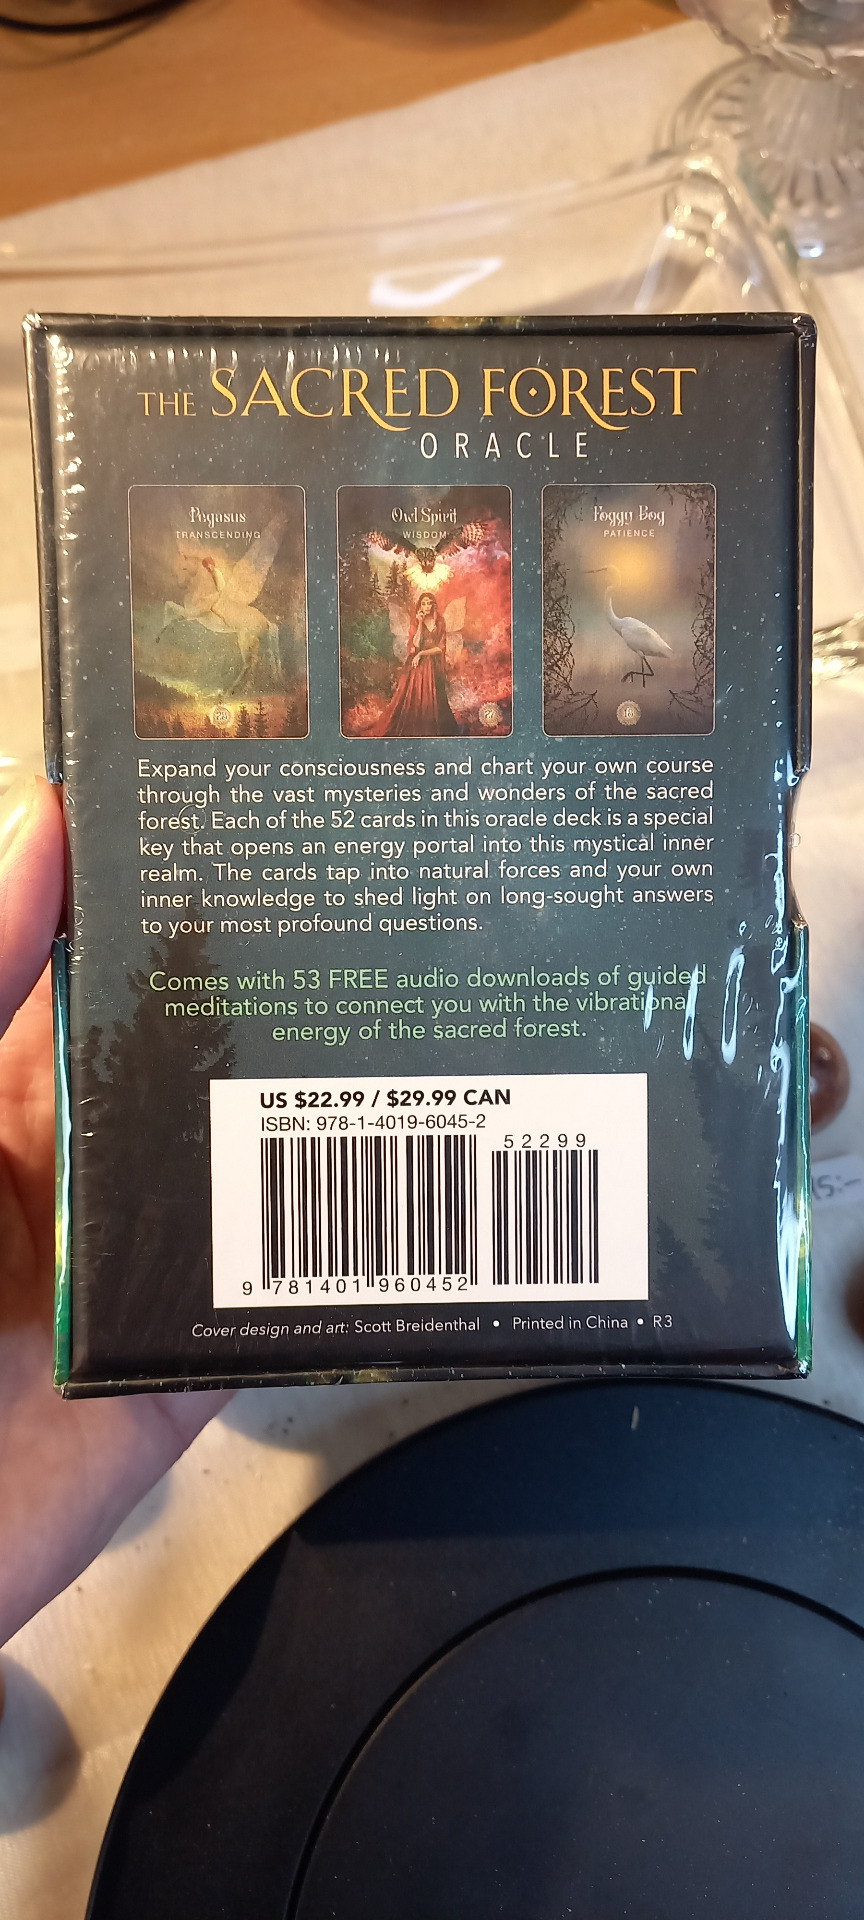 THE SACRED FOREST
ORACLE
Pegasus
TRANSCENDING
22
Owl Spirit
WISDOM
27
Foggy Bog
PATIENCE
18
Expand your consciousness and chart your own course
through the vast mysteries and wonders of the sacred
forest. Each of the 52 cards in this oracle deck is a special
key that opens an energy portal into this mystical inner
realm. The cards tap into natural forces and your own
inner knowledge to shed light on long-sought answers
to your most profound questions.
Comes with 53 FREE audio downloads of guided
meditations to connect you with the vibrational
energy of the sacred forest.
US $22.99 / $29.99 CAN
ISBN: 978-1-4019-6045-2
52299
9 781401 960452
Cover design and art: Scott Breidenthal • Printed in China • R3
15:-